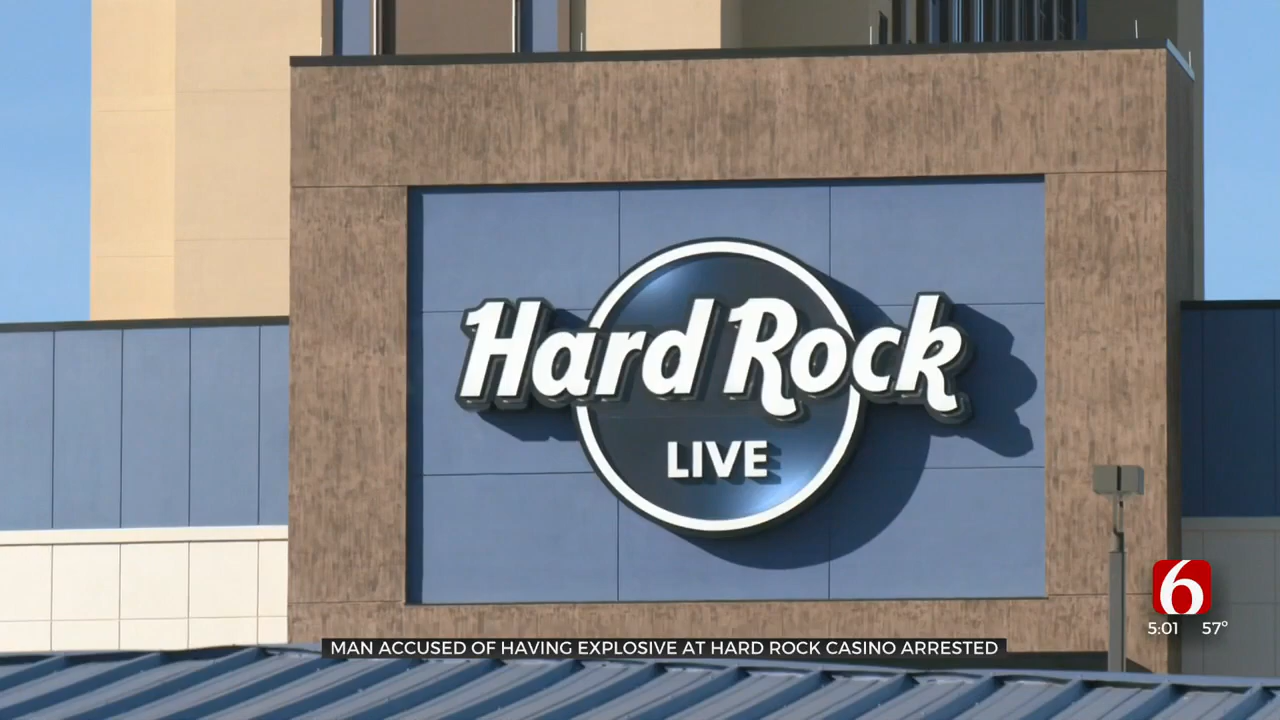 Hard Rock
LIVE
6
5:01 57°
MAN ACCUSED OF HAVING EXPLOSIVE AT HARD ROCK CASINO ARRESTED